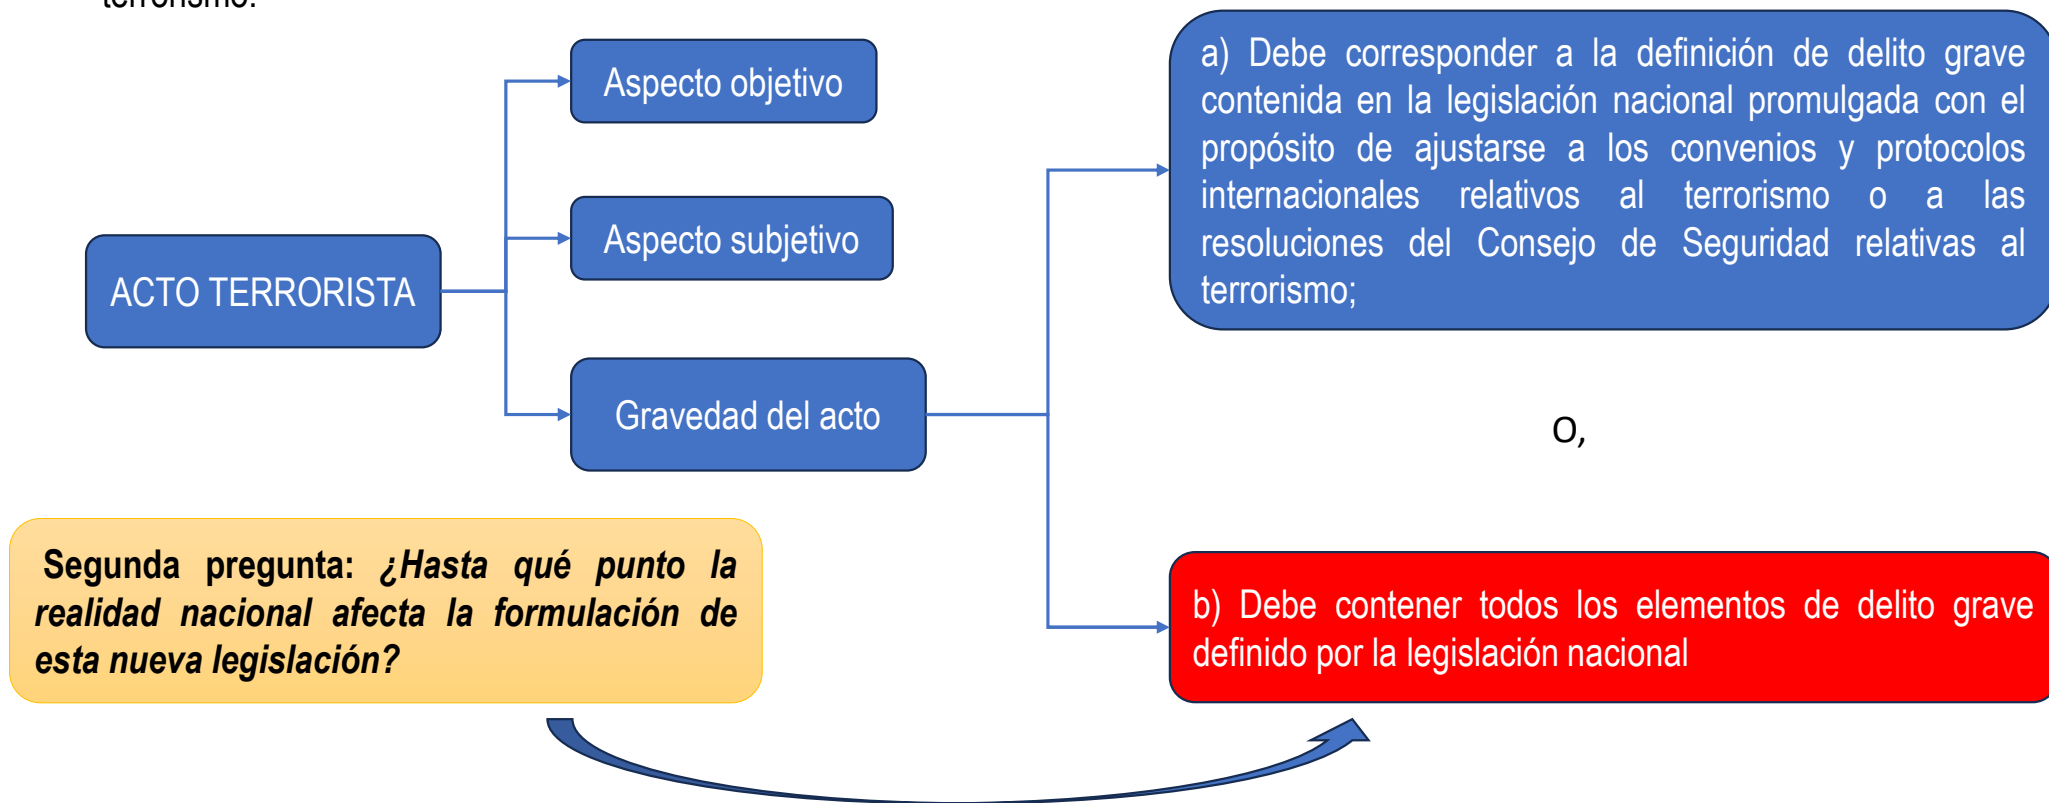 terrorismo.
Aspecto objetivo
Aspecto subjetivo
ACTO TERRORISTA
Gravedad del acto
a) Debe corresponder a la definición de delito grave
contenida en la legislación nacional promulgada con el
propósito de ajustarse a los convenios y protocolos
internacionales relativos al terrorismo o a las
resoluciones del Consejo de Seguridad relativas al
terrorismo;
O,
Segunda pregunta: ¿Hasta qué punto la
realidad nacional afecta la formulación de
esta nueva legislación?
b) Debe contener todos los elementos de delito grave
definido por la legislación nacional